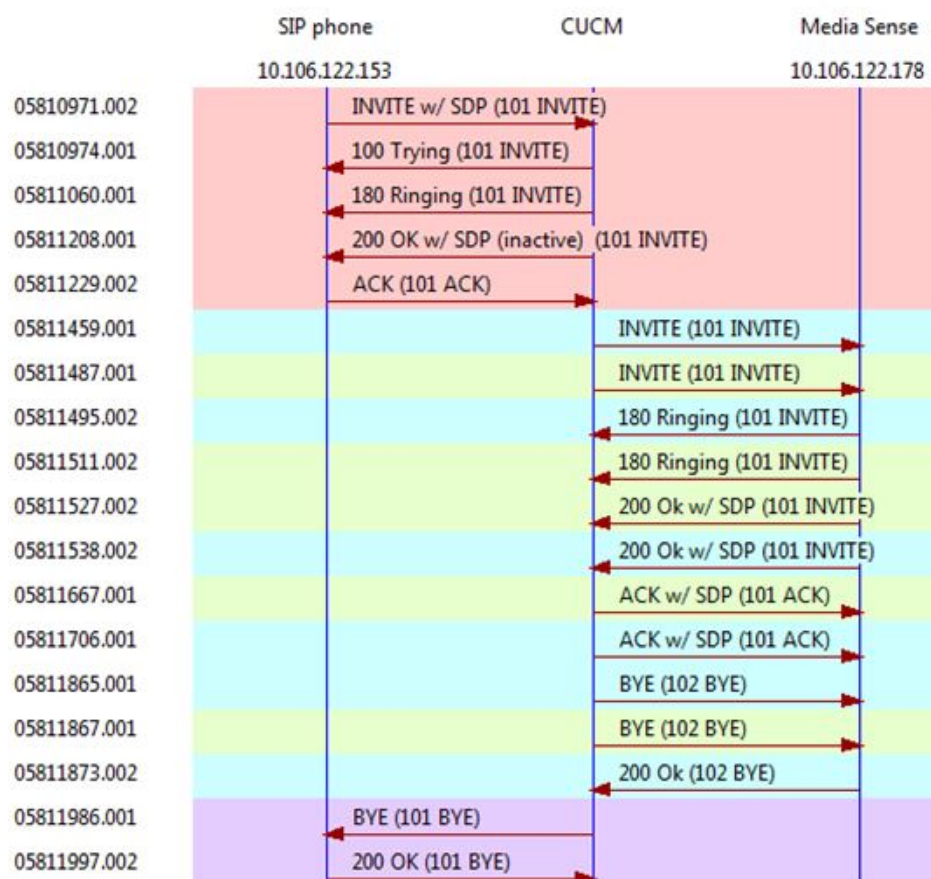 SIP phone CUCM Media Sense
10.106.122.153 10.106.122.178
05810971.002 INVITE w/ SDP (101 INVITE)
05810974.001 100 Trying (101 INVITE)
05811060.001 180 Ringing (101 INVITE)
05811208.001 200 OK w/ SDP (inactive) (101 INVITE)
05811229.002 ACK (101 ACK)
05811459.001 INVITE (101 INVITE)
05811487.001 INVITE (101 INVITE)
05811495.002 180 Ringing (101 INVITE)
05811511.002 180 Ringing (101 INVITE)
05811527.002 200 Ok w/ SDP (101 INVITE)
05811538.002 200 Ok w/ SDP (101 INVITE)
05811667.001 ACK w/ SDP (101 ACK)
05811706.001 ACK w/ SDP (101 ACK)
05811865.001 BYE (102 BYE)
05811867.001 BYE (102 BYE)
05811873.002 200 Ok (102 BYE)
05811986.001 BYE (101 BYE)
05811997.002 200 OK (101 BYE)